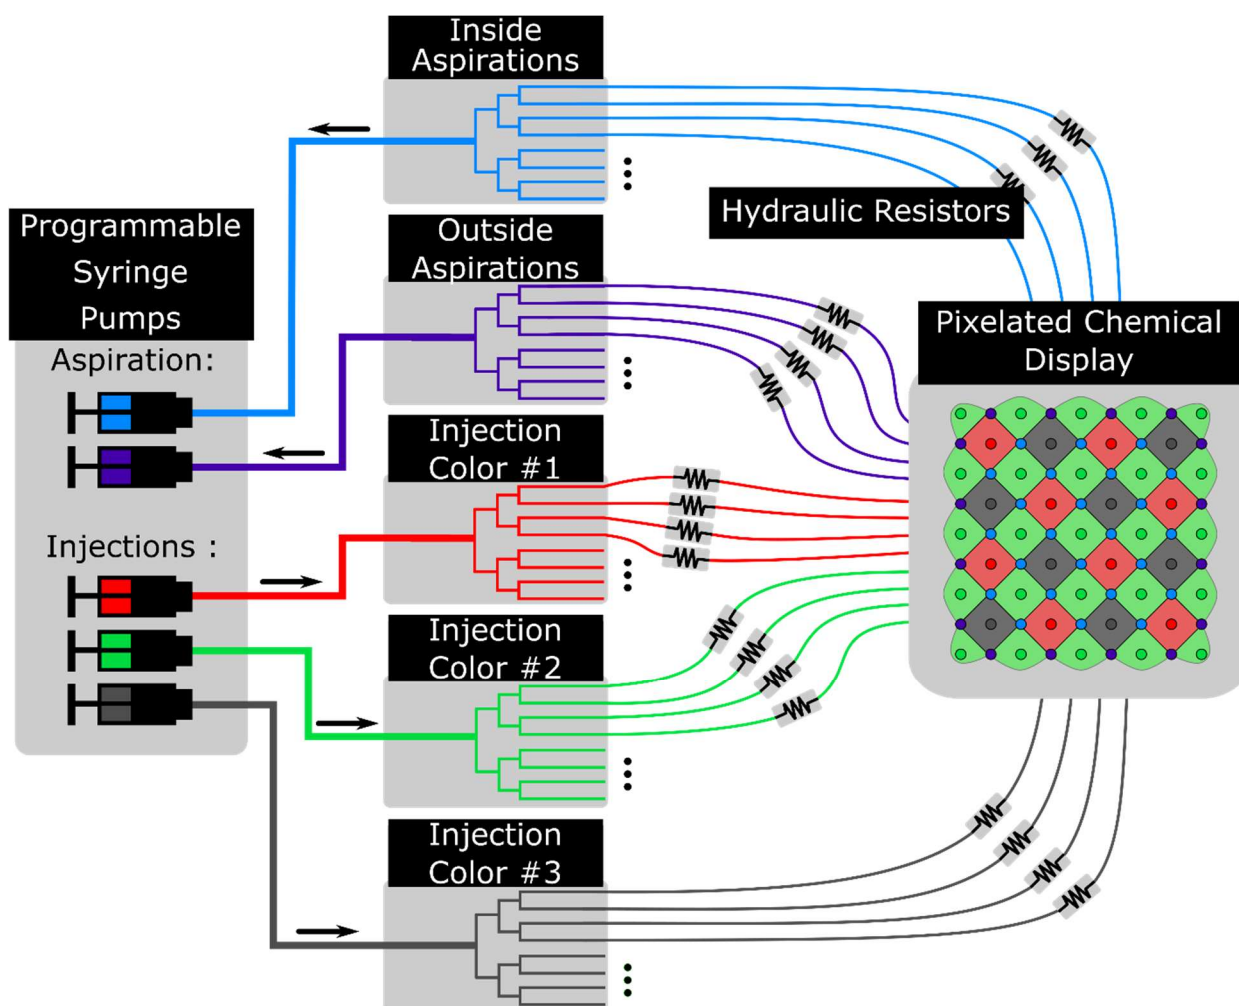 Inside
Aspirations
Hydraulic Resistors
Programmable
Syringe
Pumps
Outside
Aspirations
Pixelated Chemical
Display
Aspiration:
Injection
Color #1
Injections :
Injection
Color #2
Injection
Color #3